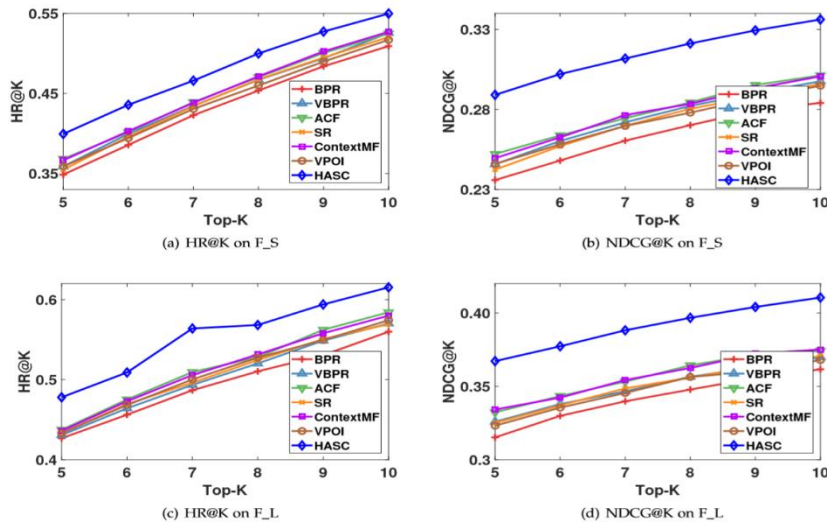 0.55
0.45
0.35
HR@K
5 6 7 8 9 10
Top-K
BPR
VBPR
ACF
SR
ContextMF
VPOI
HASC
(a) HR@K on F_S
0.33
0.28
0.23
NDCG@K
5 6 7 8 9 10
Top-K
BPR
VBPR
ACF
SR
ContextMF
VPOI
HASC
(b) NDCG@K on F_S
0.6
0.5
0.4
HR@K
5 6 7 8 9 10
Top-K
BPR
VBPR
ACF
SR
ContextMF
VPOI
HASC
(c) HR@K on F_L
0.40
0.35
0.3
NDCG@K
5 6 7 8 9 10
Top-K
BPR
VBPR
ACF
SR
ContextMF
VPOI
HASC
(d) NDCG@K on F_L